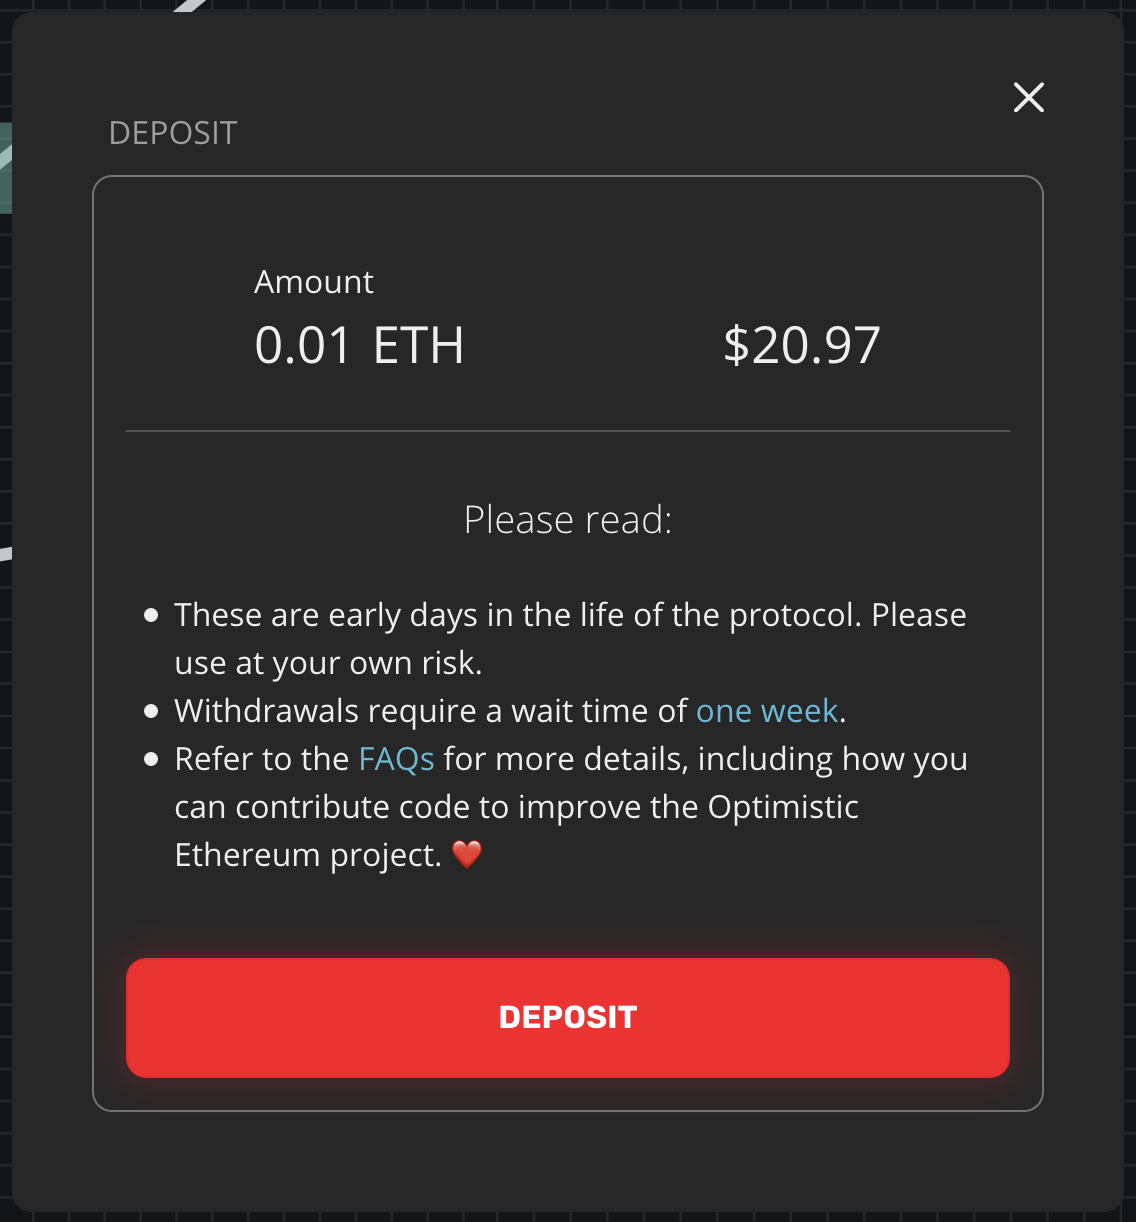 DEPOSIT
Amount
0.01 ETH $20.97
Please read:
• These are early days in the life of the protocol. Please
use at your own risk.
• Withdrawals require a wait time of one week.
• Refer to the FAQs for more details, including how you
can contribute code to improve the Optimistic
Ethereum project. ❤️
DEPOSIT